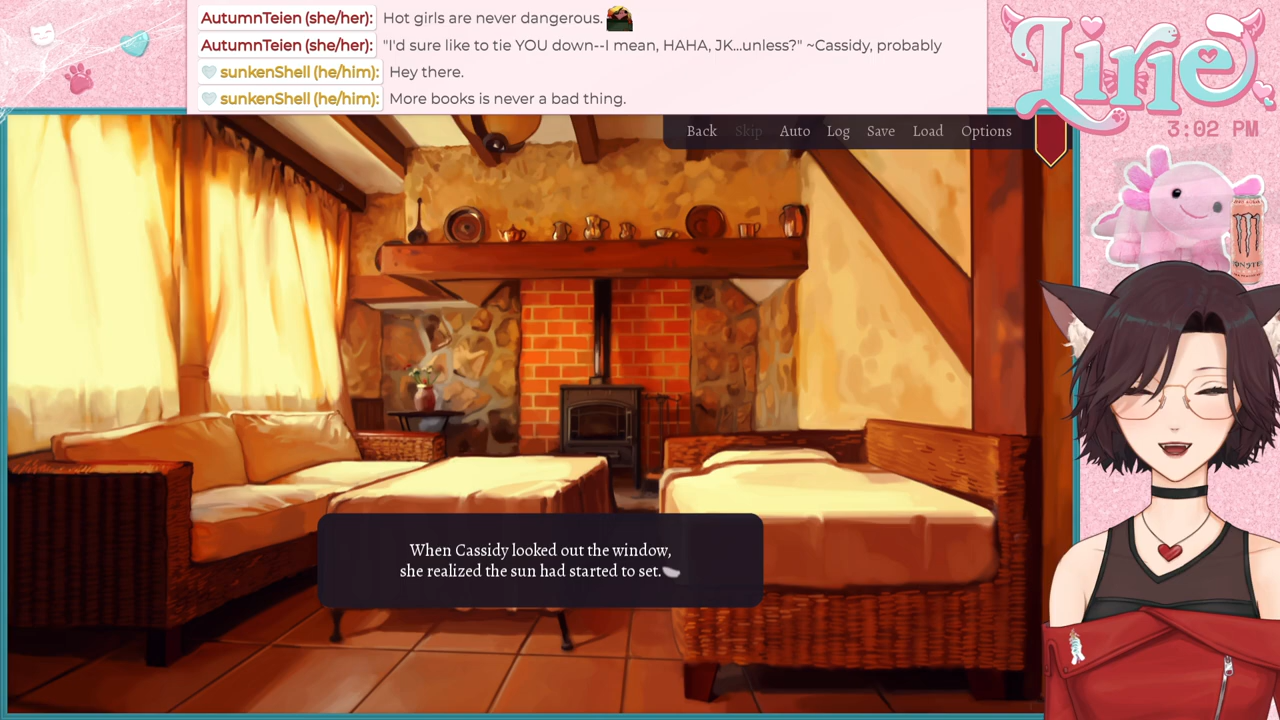 AutumnTeien (she/her): Hot girls are never dangerous.
AutumnTeien (she/her): "I'd sure like to tie YOU down--I mean, HAHA, JK...unless?" ~Cassidy, probably
sunkenShell (he/him): Hey there.
sunkenShell (he/him): More books is never a bad thing.
Lirie
3:02 PM
Back Skip Auto Log Save Load Options
MONSTER
When Cassidy looked out the window,
she realized the sun had started to set.